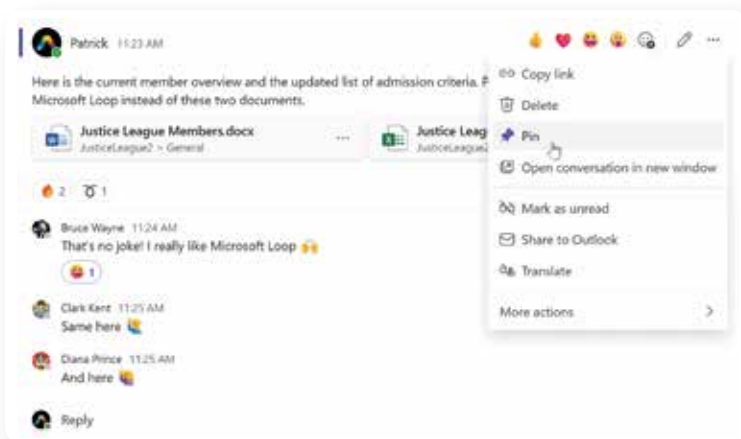 Patrick 11:23 AM
Here is the current member overview and the updated list of admission criteria.
Microsoft Loop instead of these two documents.
Justice League Members.docx
JusticeLeague2 > General
Justice Leag
JusticeLeague2
2 1
Bruce Wayne 11:24 AM
That's no joke! I really like Microsoft Loop 🙌
1
Clark Kent 11:25 AM
Same here
Diana Prince 11:25 AM
And here
Reply
Copy link
Delete
Pin
Open conversation in new window
Mark as unread
Share to Outlook
Translate
More actions